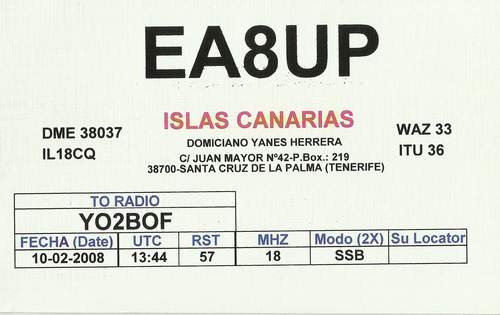 EA8UP
ISLAS CANARIAS
DME 38037
IL18CQ
DOMICIANO YANES HERRERA
C/ JUAN MAYOR Nº42-P.Box.: 219
38700-SANTA CRUZ DE LA PALMA (TENERIFE)
WAZ 33
ITU 36
TO RADIO
YO2BOF
FECHA (Date) UTC RST MHZ Modo (2X) Su Locator
10-02-2008 13:44 57 18 SSB